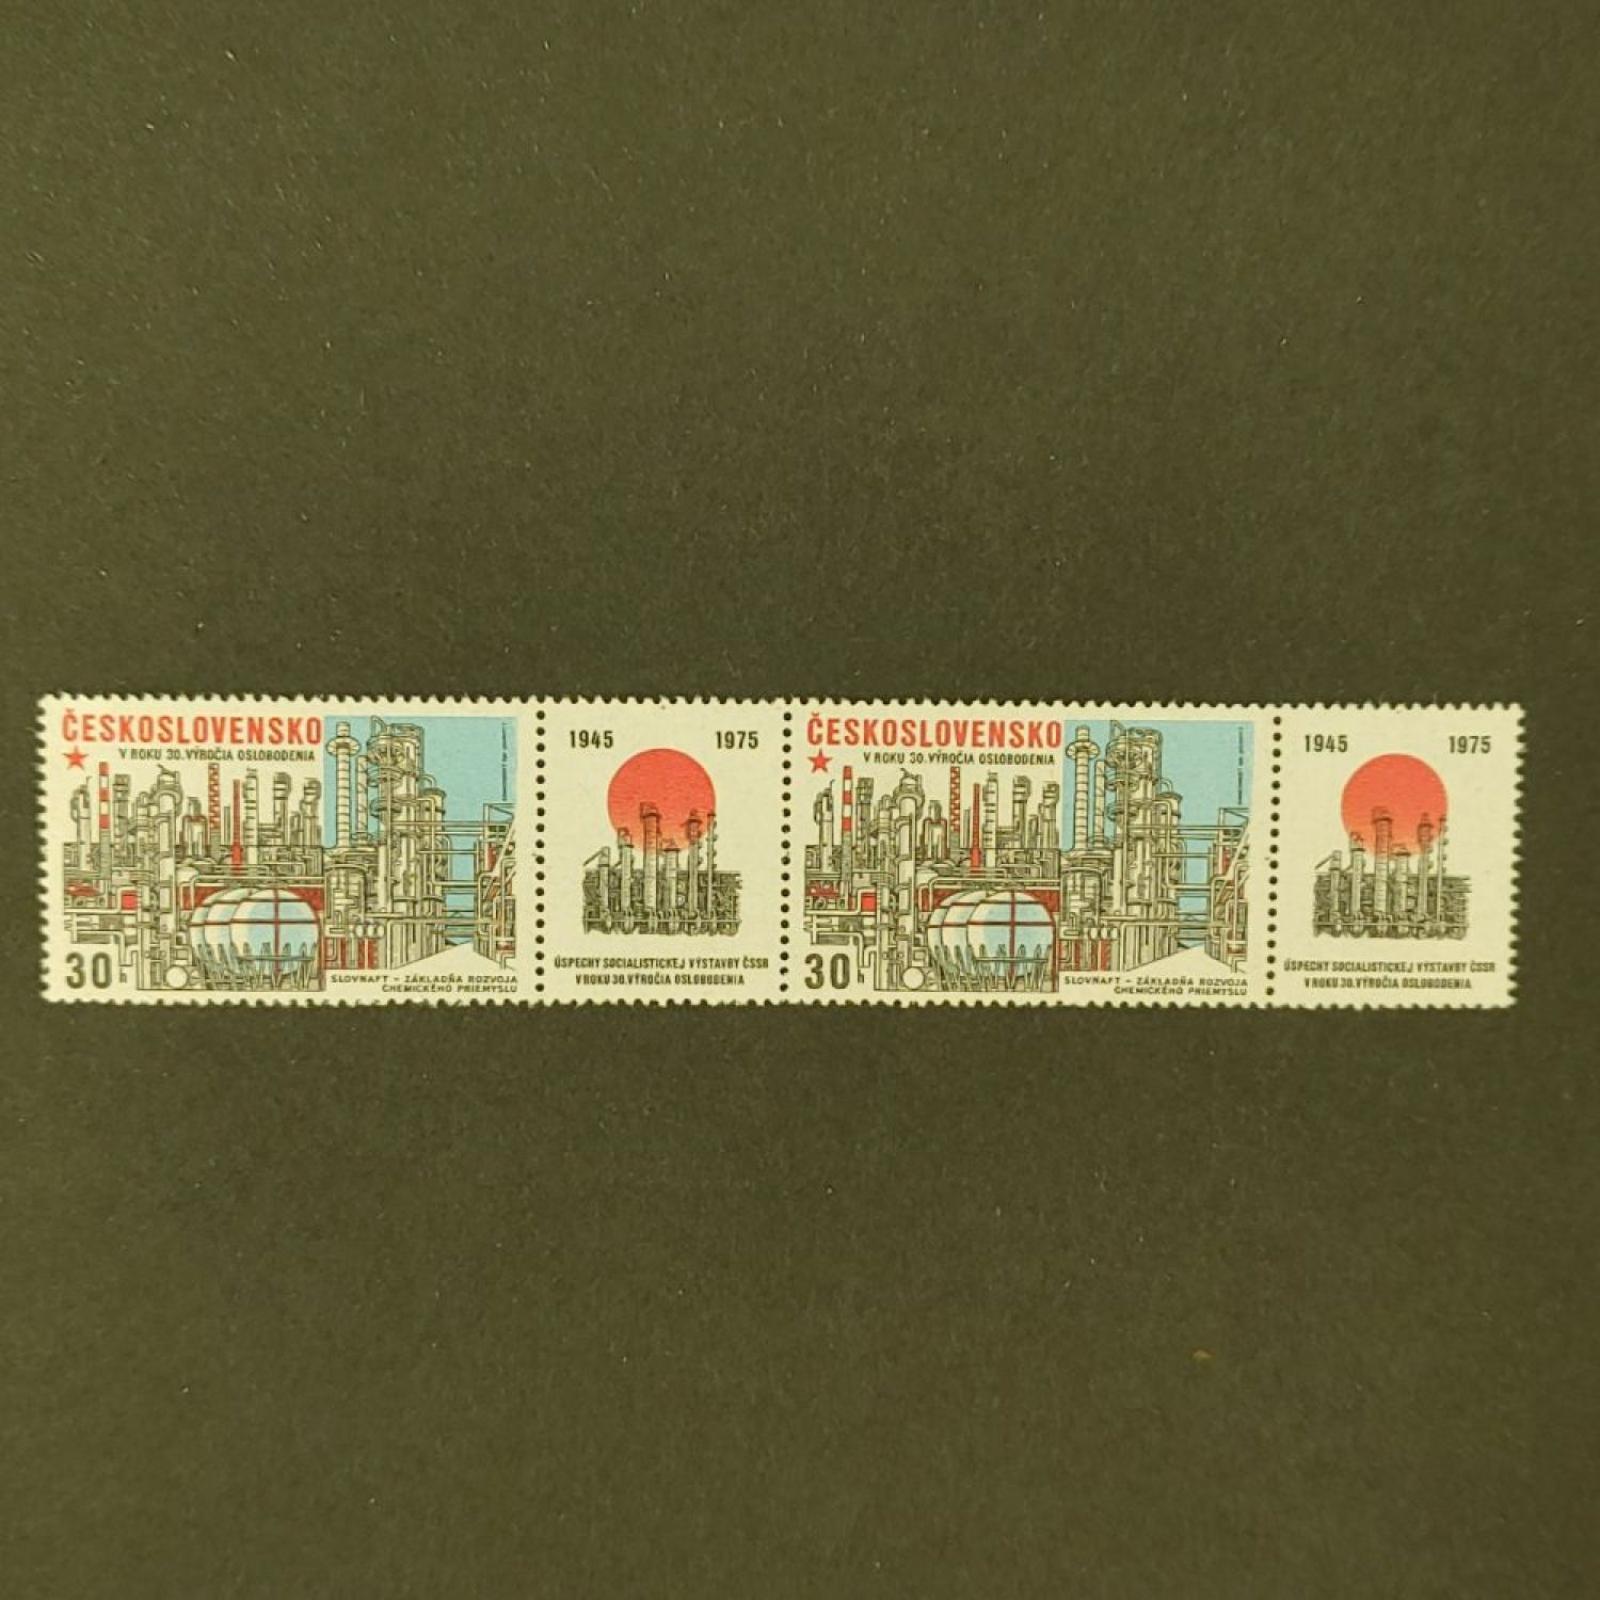 ČESKOSLOVENSKO
V ROKU 30. VÝROČIA OSLOBODENIA
30h
SLOVNAFT – ZÁKLADŇA ROZVOJA
CHEMICKÉHO PRIEMYSLU
1945 1975
ÚSPECHY SOCIALISTICKEJ VÝSTAVBY ČSSR
V ROKU 30. VÝROČIA OSLOBODENIA
ČESKOSLOVENSKO
V ROKU 30. VÝROČIA OSLOBODENIA
30h
SLOVNAFT – ZÁKLADŇA ROZVOJA
CHEMICKÉHO PRIEMYSLU
1945 1975
ÚSPECHY SOCIALISTICKEJ VÝSTAVBY ČSSR
V ROKU 30. VÝROČIA OSLOBODENIA